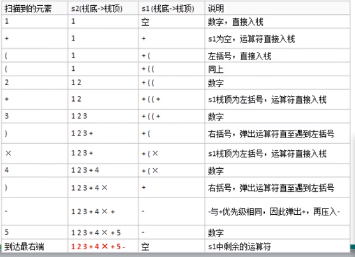 扫描到的元素 s2(栈底->栈顶) s1 (栈底->栈顶) 说明
1 1 空 数字，直接入栈
+ 1 + s1为空，运算符直接入栈
( 1 + ( 左括号，直接入栈
( 1 + ( ( 同上
2 1 2 + ( ( 数字
+ 1 2 + ( ( + s1栈顶为左括号，运算符直接入栈
3 1 2 3 + ( ( + 数字
) 1 2 3 + + ( 右括号，弹出运算符直至遇到左括号
× 1 2 3 + + ( × s1栈顶为左括号，运算符直接入栈
4 1 2 3 + 4 + ( × 数字
) 1 2 3 + 4 × + 右括号，弹出运算符直至遇到左括号
- 1 2 3 + 4 × + - -与+优先级相同，因此弹出+，再压入-
5 1 2 3 + 4 × + 5 - 数字
到达最右端 1 2 3 + 4 × + 5 - 空 s1中剩余的运算符